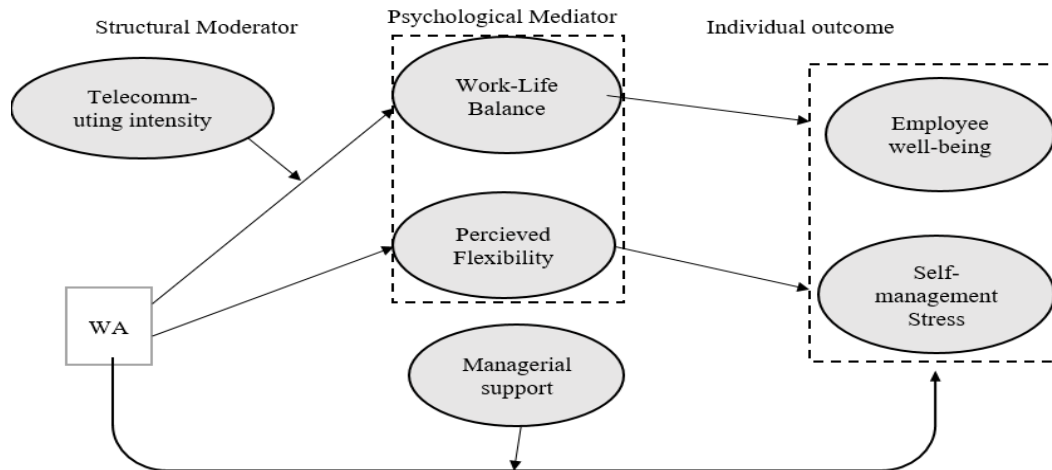 Structural Moderator
Psychological Mediator
Individual outcome
Telecomm-
uting intensity
Work-Life
Balance
Employee
well-being
Percieved
Flexibility
Self-
management
Stress
WA
Managerial
support